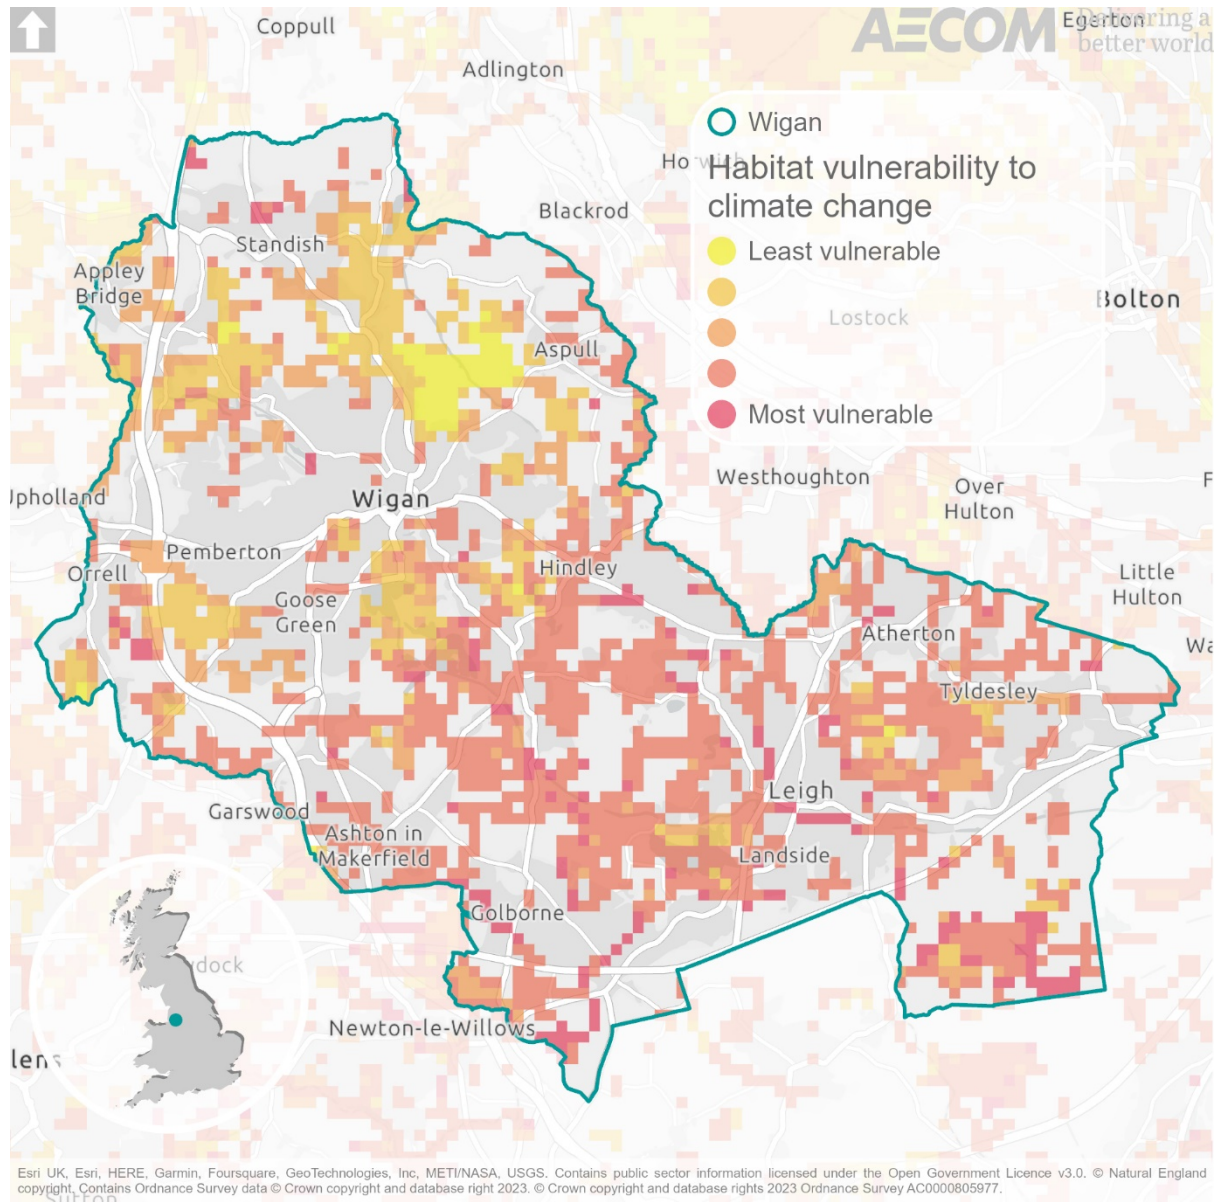 Coppull
Egerton
AECOM
Delivering a
better world
Adlington
Wigan
Habitat vulnerability to
climate change
Blackrod
Standish
Least vulnerable
Appley
Bridge
Bolton
Lostock
Aspull
Most vulnerable
Westhoughton
Over
Hulton
Upholland
Wigan
Pemberton
Orrell
Hindley
Little
Hulton
Goose
Green
Atherton
Tyldesley
Garswood
Leigh
Ashton in
Makerfield
Landside
Golborne
dock
Newton-le-Willows
lens
Esri UK, Esri, HERE, Garmin, Foursquare, GeoTechnologies, Inc, METI/NASA, USGS. Contains public sector information licensed under the Open Government Licence v3.0. © Natural England
copyright, Contains Ordnance Survey data © Crown copyright and database right 2023. © Crown copyright and database rights 2023 Ordnance Survey AC0000805977.
Sutton